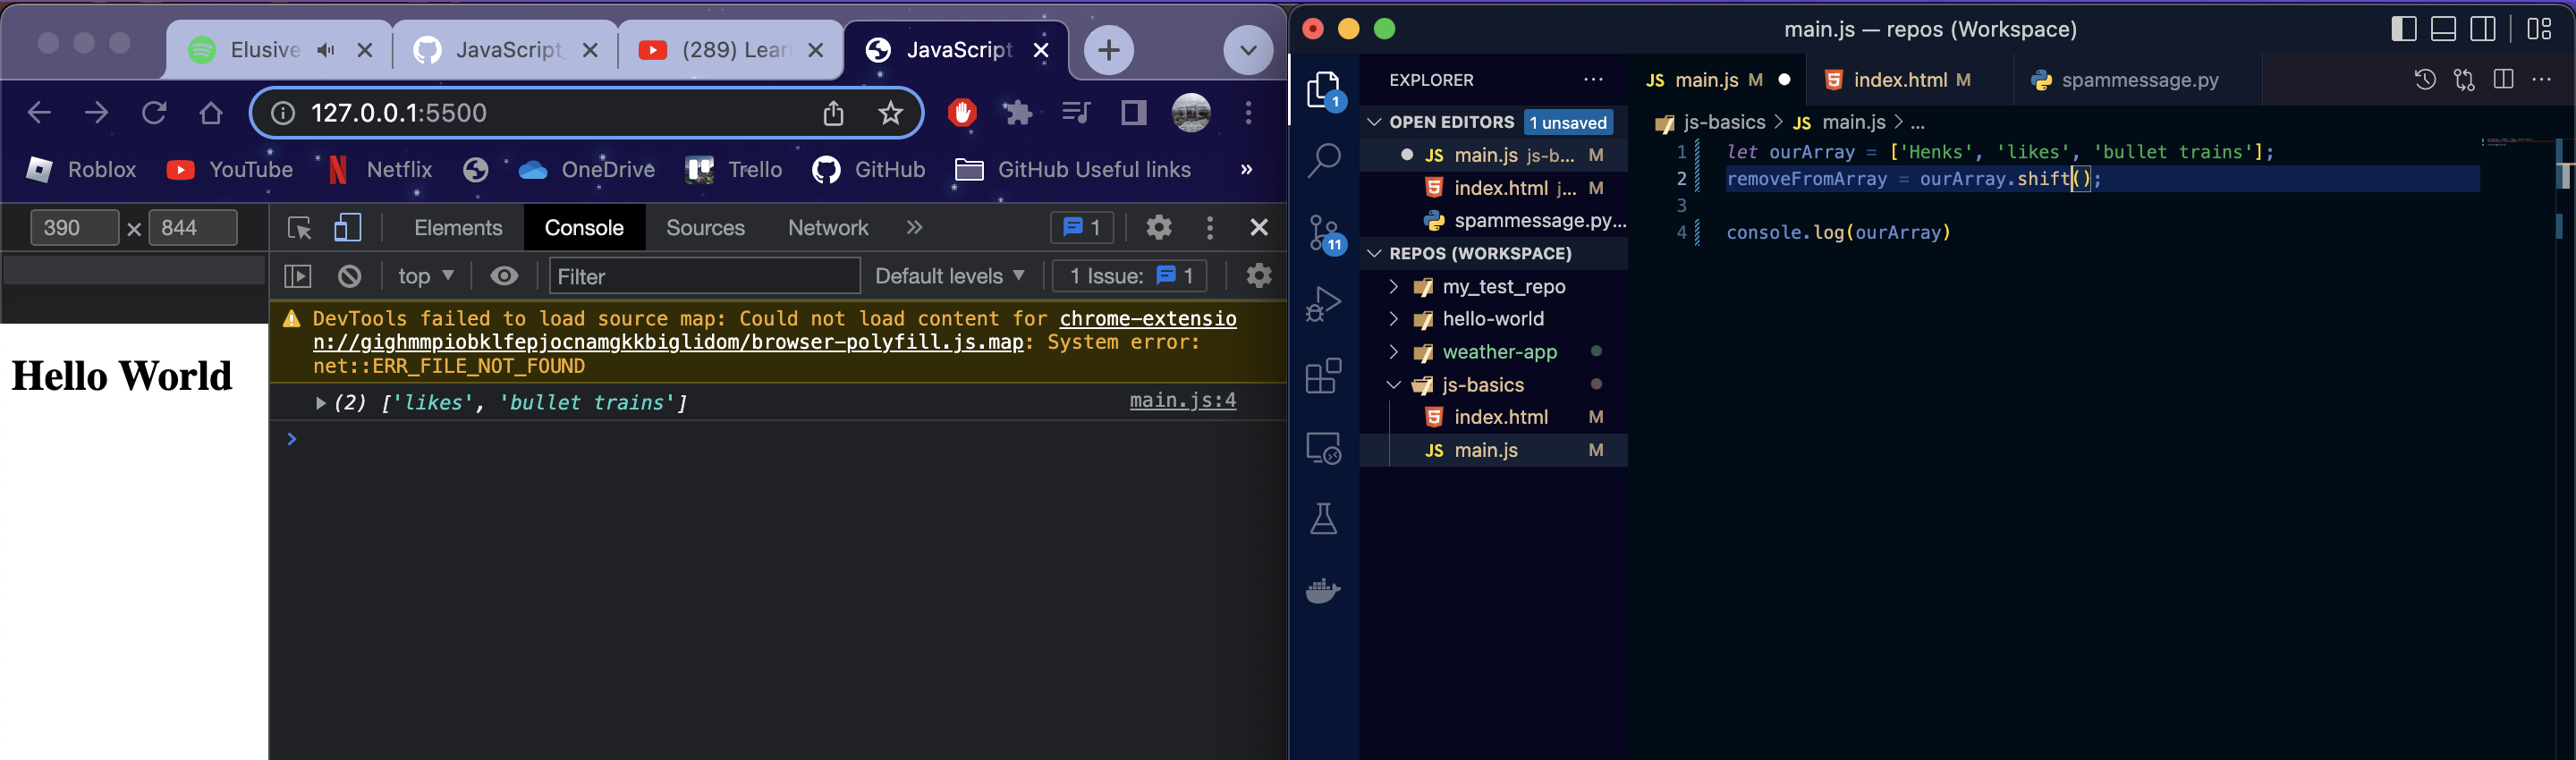 Elusive
JavaScript
(289) Lear
JavaScript
127.0.0.1:5500
Roblox
YouTube
Netflix
OneDrive
Trello
GitHub
GitHub Useful links
»
390 × 844
Elements
Console
Sources
Network
»
1
top
Filter
Default levels
1 Issue: 1
DevTools failed to load source map: Could not load content for chrome-extensio
n://gighmmpiobklfepjocnamgkkbiglidom/browser-polyfill.js.map: System error:
net::ERR_FILE_NOT_FOUND
(2) ['likes', 'bullet trains']
main.js:4
>
Hello World
main.js — repos (Workspace)
1
11
EXPLORER
...
OPEN EDITORS 1 unsaved
JS main.js js-b... M
index.html j... M
spammessage.py...
REPOS (WORKSPACE)
my_test_repo
hello-world
weather-app
js-basics
index.html M
JS main.js M
JS main.js M
index.html M
spammessage.py
...
js-basics > JS main.js > ...
1 let ourArray = ['Henks', 'likes', 'bullet trains'];
2 removeFromArray = ourArray.shift();
3
4 console.log(ourArray)